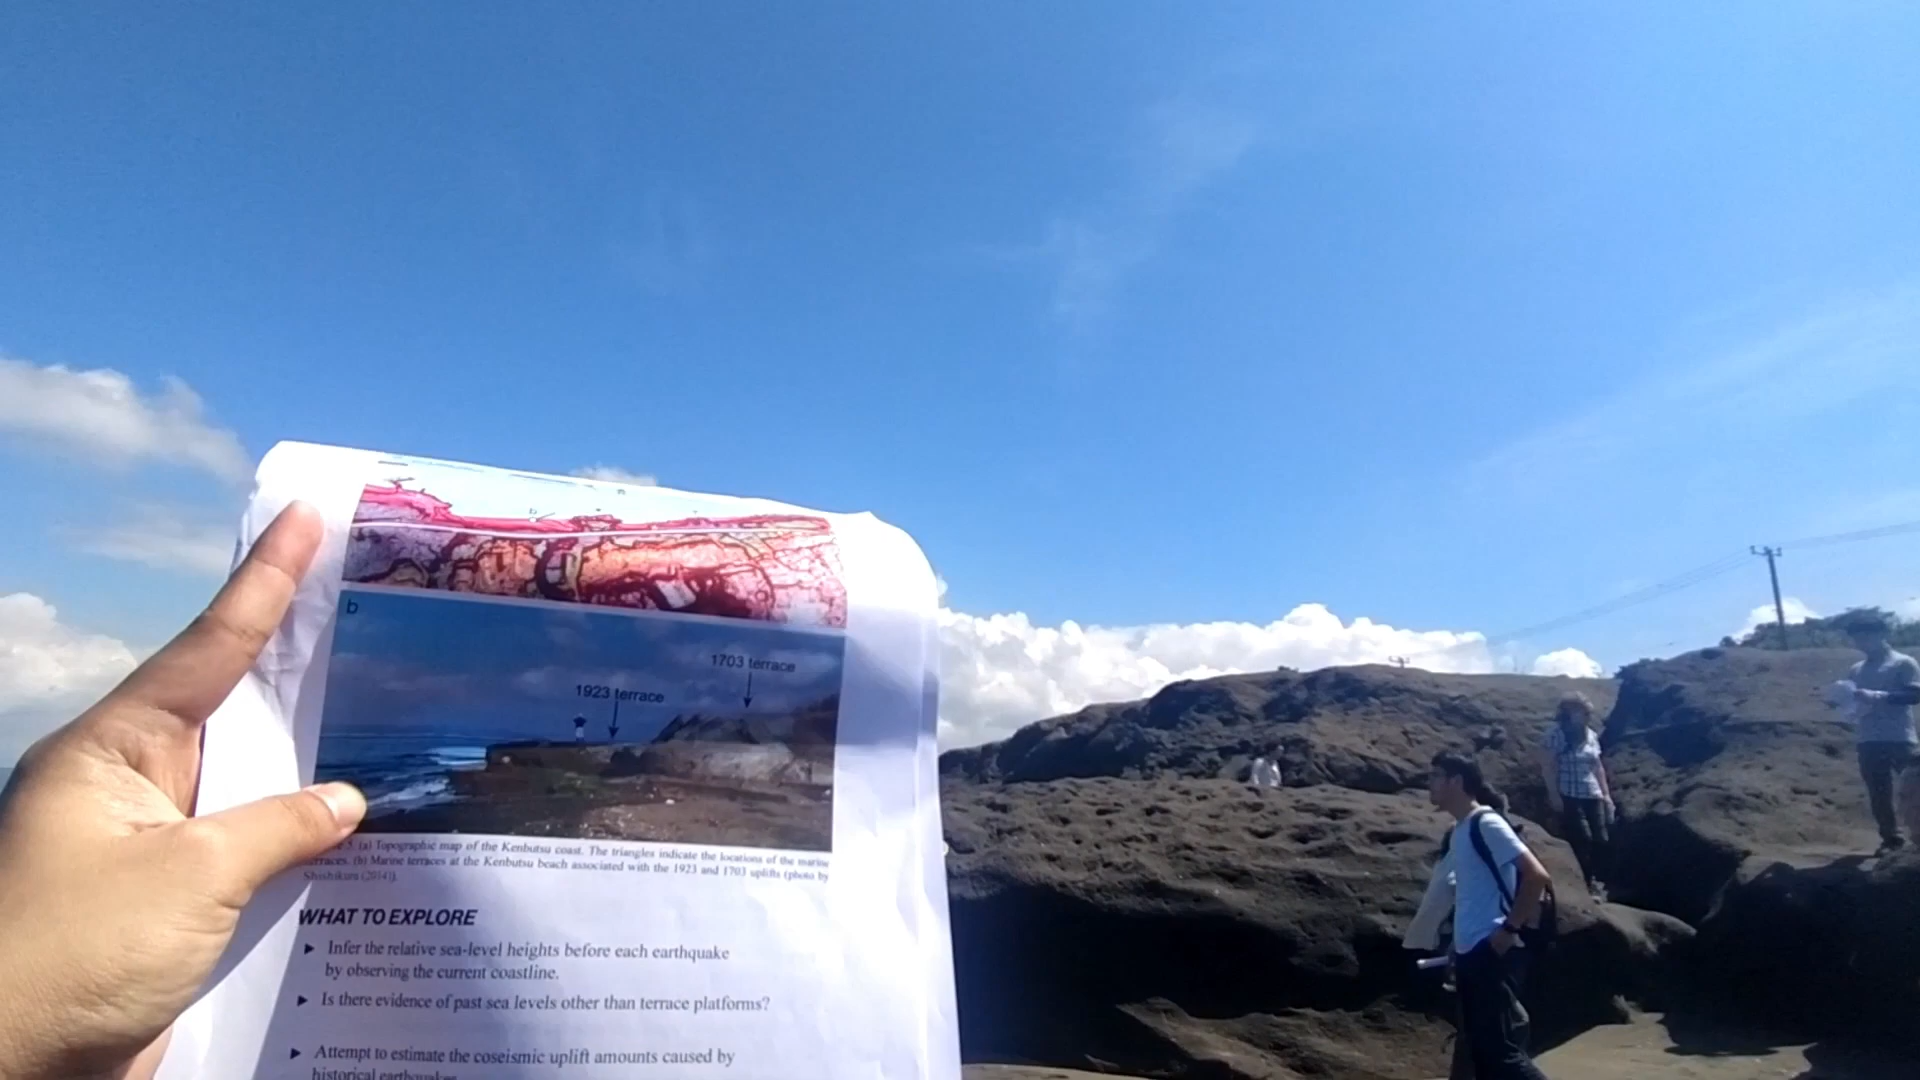 b
1703 terrace
1923 terrace
5. (a) Topographic map of the Kenbutsu coast. The triangles indicate the locations of the marine
terraces. (b) Marine terraces at the Kenbutsu beach associated with the 1923 and 1703 uplifts (photo by
Shishikura (2014)).
WHAT TO EXPLORE
► Infer the relative sea-level heights before each earthquake
by observing the current coastline.
► Is there evidence of past sea levels other than terrace platforms?
► Attempt to estimate the coseismic uplift amounts caused by
historical earthquakes